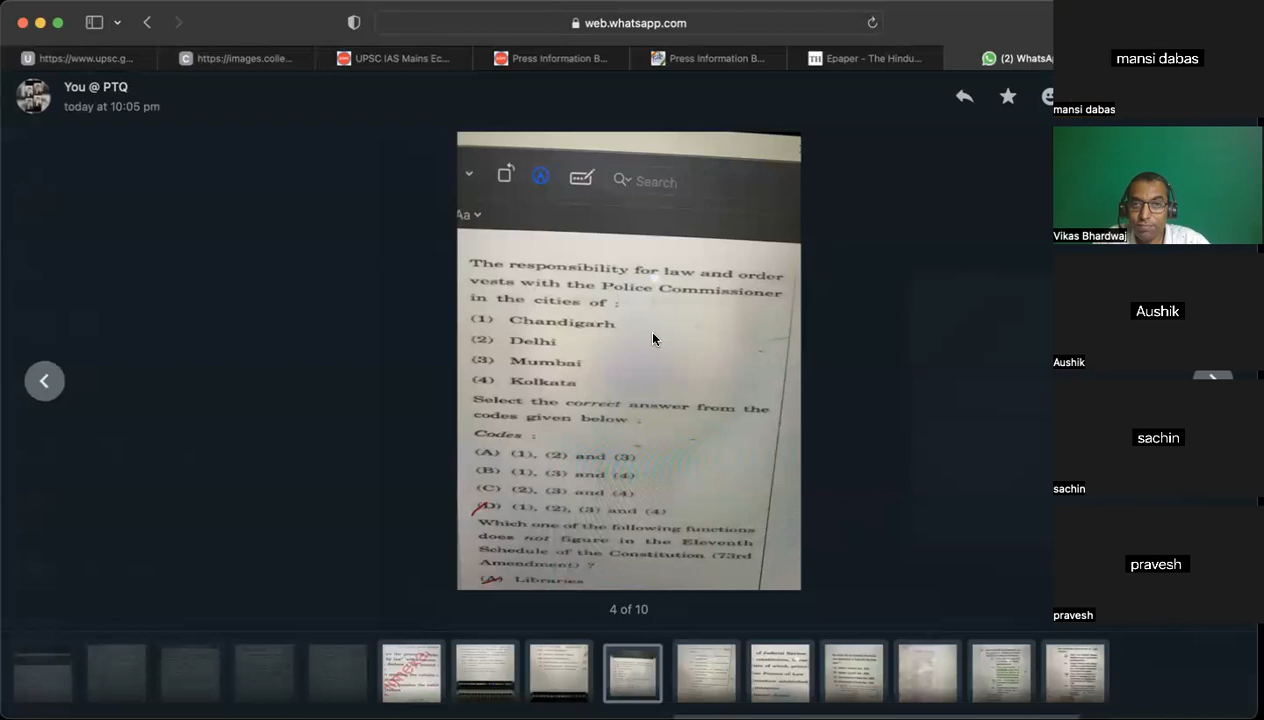 web.whatsapp.com
U https://www.upsc.g...
C https://images.colle...
UPSC IAS Mains Ec...
Press Information B...
Press Information B...
TH Epaper - The Hindu...
(2) WhatsAp
You @ PTQ
today at 10:05 pm
Search
Aa
The responsibility for law and order
vests with the Police Commissioner
in the cities of :
(1) Chandigarh
(2) Delhi
(3) Mumbai
(4) Kolkata
Select the correct answer from the
codes given below :
Codes :
(A) (1), (2) and (3)
(B) (1), (3) and (4)
(C) (2), (3) and (4)
(D) (1), (2), (3) and (4)
Which one of the following functions
does not figure in the Eleventh
Schedule of the Constitution (73rd
Amendment) ?
(A) Libraries
4 of 10
mansi dabas
mansi dabas
Vikas Bhardwaj
Aushik
Aushik
sachin
sachin
pravesh
pravesh